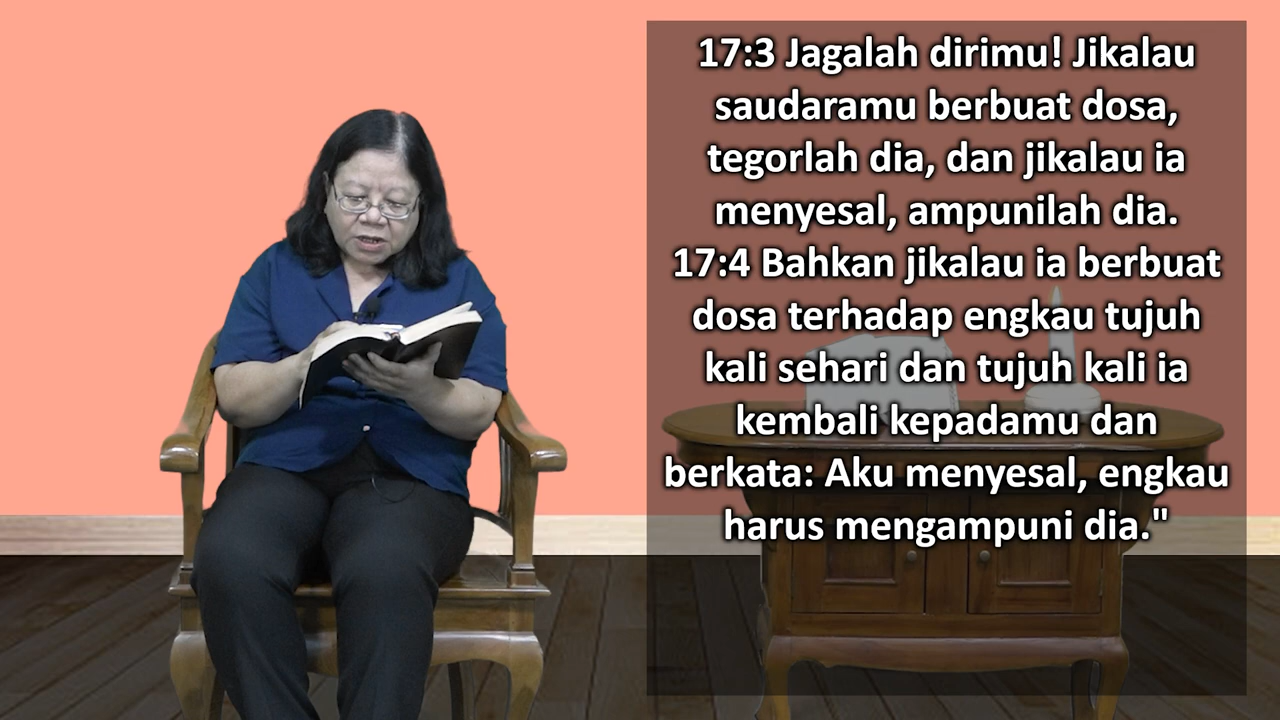 17:3 Jagalah dirimu! Jikalau
saudaramu berbuat dosa,
tegorlah dia, dan jikalau ia
menyesal, ampunilah dia.
17:4 Bahkan jikalau ia berbuat
dosa terhadap engkau tujuh
kali sehari dan tujuh kali ia
kembali kepadamu dan
berkata: Aku menyesal, engkau
harus mengampuni dia."